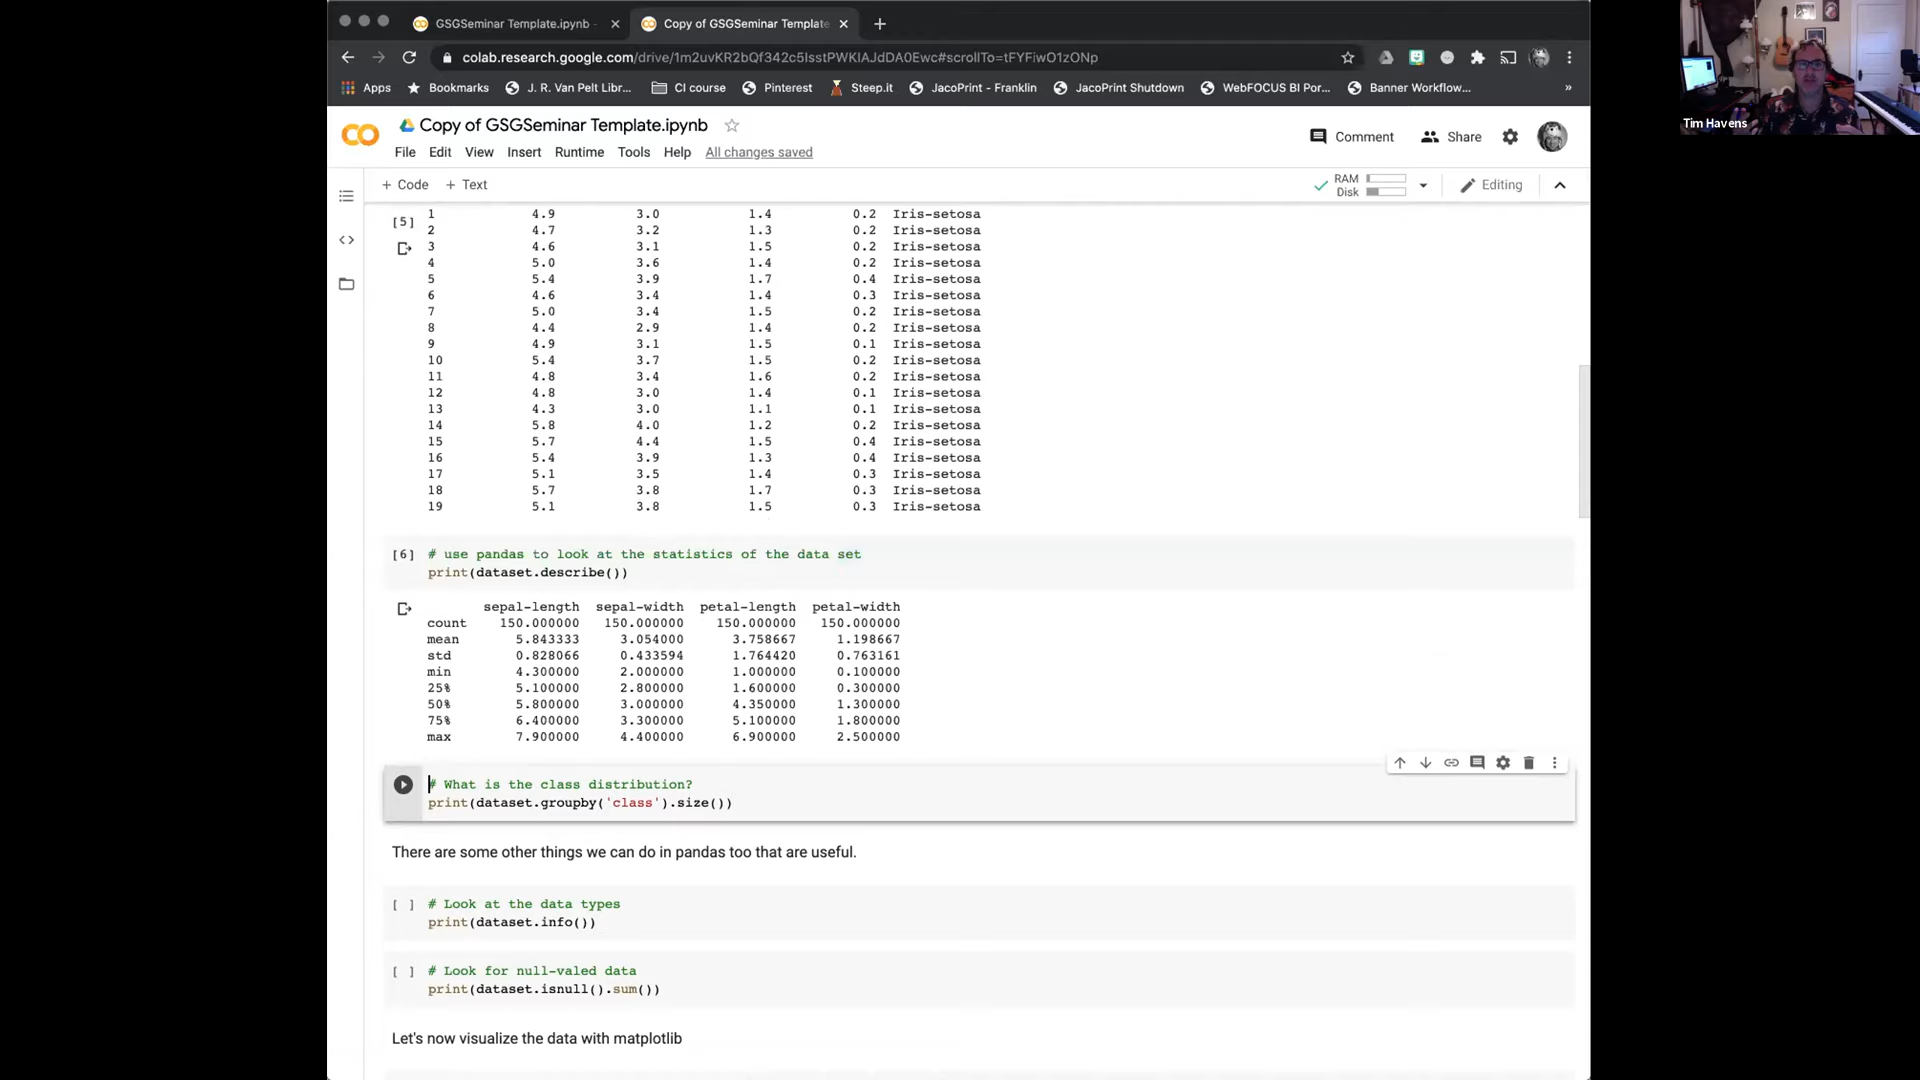 GSGSeminar Template.ipynb -
Copy of GSGSeminar Template
colab.research.google.com/drive/1m2uvKR2bQf342c5IsstPWKIAJdDA0Ewc#scrollTo=tFYFiwO1zONp
Apps Bookmarks J. R. Van Pelt Libr... CI course Pinterest Steep.it JacoPrint - Franklin JacoPrint Shutdown WebFOCUS BI Por... Banner Workflow... »
Tim Havens
Copy of GSGSeminar Template.ipynb
Comment Share
File Edit View Insert Runtime Tools Help All changes saved
+ Code + Text
RAM
Disk
Editing
[5]
1 4.9 3.0 1.4 0.2 Iris-setosa
2 4.7 3.2 1.3 0.2 Iris-setosa
3 4.6 3.1 1.5 0.2 Iris-setosa
4 5.0 3.6 1.4 0.2 Iris-setosa
5 5.4 3.9 1.7 0.4 Iris-setosa
6 4.6 3.4 1.4 0.3 Iris-setosa
7 5.0 3.4 1.5 0.2 Iris-setosa
8 4.4 2.9 1.4 0.2 Iris-setosa
9 4.9 3.1 1.5 0.1 Iris-setosa
10 5.4 3.7 1.5 0.2 Iris-setosa
11 4.8 3.4 1.6 0.2 Iris-setosa
12 4.8 3.0 1.4 0.1 Iris-setosa
13 4.3 3.0 1.1 0.1 Iris-setosa
14 5.8 4.0 1.2 0.2 Iris-setosa
15 5.7 4.4 1.5 0.4 Iris-setosa
16 5.4 3.9 1.3 0.4 Iris-setosa
17 5.1 3.5 1.4 0.3 Iris-setosa
18 5.7 3.8 1.7 0.3 Iris-setosa
19 5.1 3.8 1.5 0.3 Iris-setosa
[6] # use pandas to look at the statistics of the data set
print(dataset.describe())
sepal-length sepal-width petal-length petal-width
count 150.000000 150.000000 150.000000 150.000000
mean 5.843333 3.054000 3.758667 1.198667
std 0.828066 0.433594 1.764420 0.763161
min 4.300000 2.000000 1.000000 0.100000
25% 5.100000 2.800000 1.600000 0.300000
50% 5.800000 3.000000 4.350000 1.300000
75% 6.400000 3.300000 5.100000 1.800000
max 7.900000 4.400000 6.900000 2.500000
# What is the class distribution?
print(dataset.groupby('class').size())
There are some other things we can do in pandas too that are useful.
[ ] # Look at the data types
print(dataset.info())
[ ] # Look for null-valed data
print(dataset.isnull().sum())
Let's now visualize the data with matplotlib